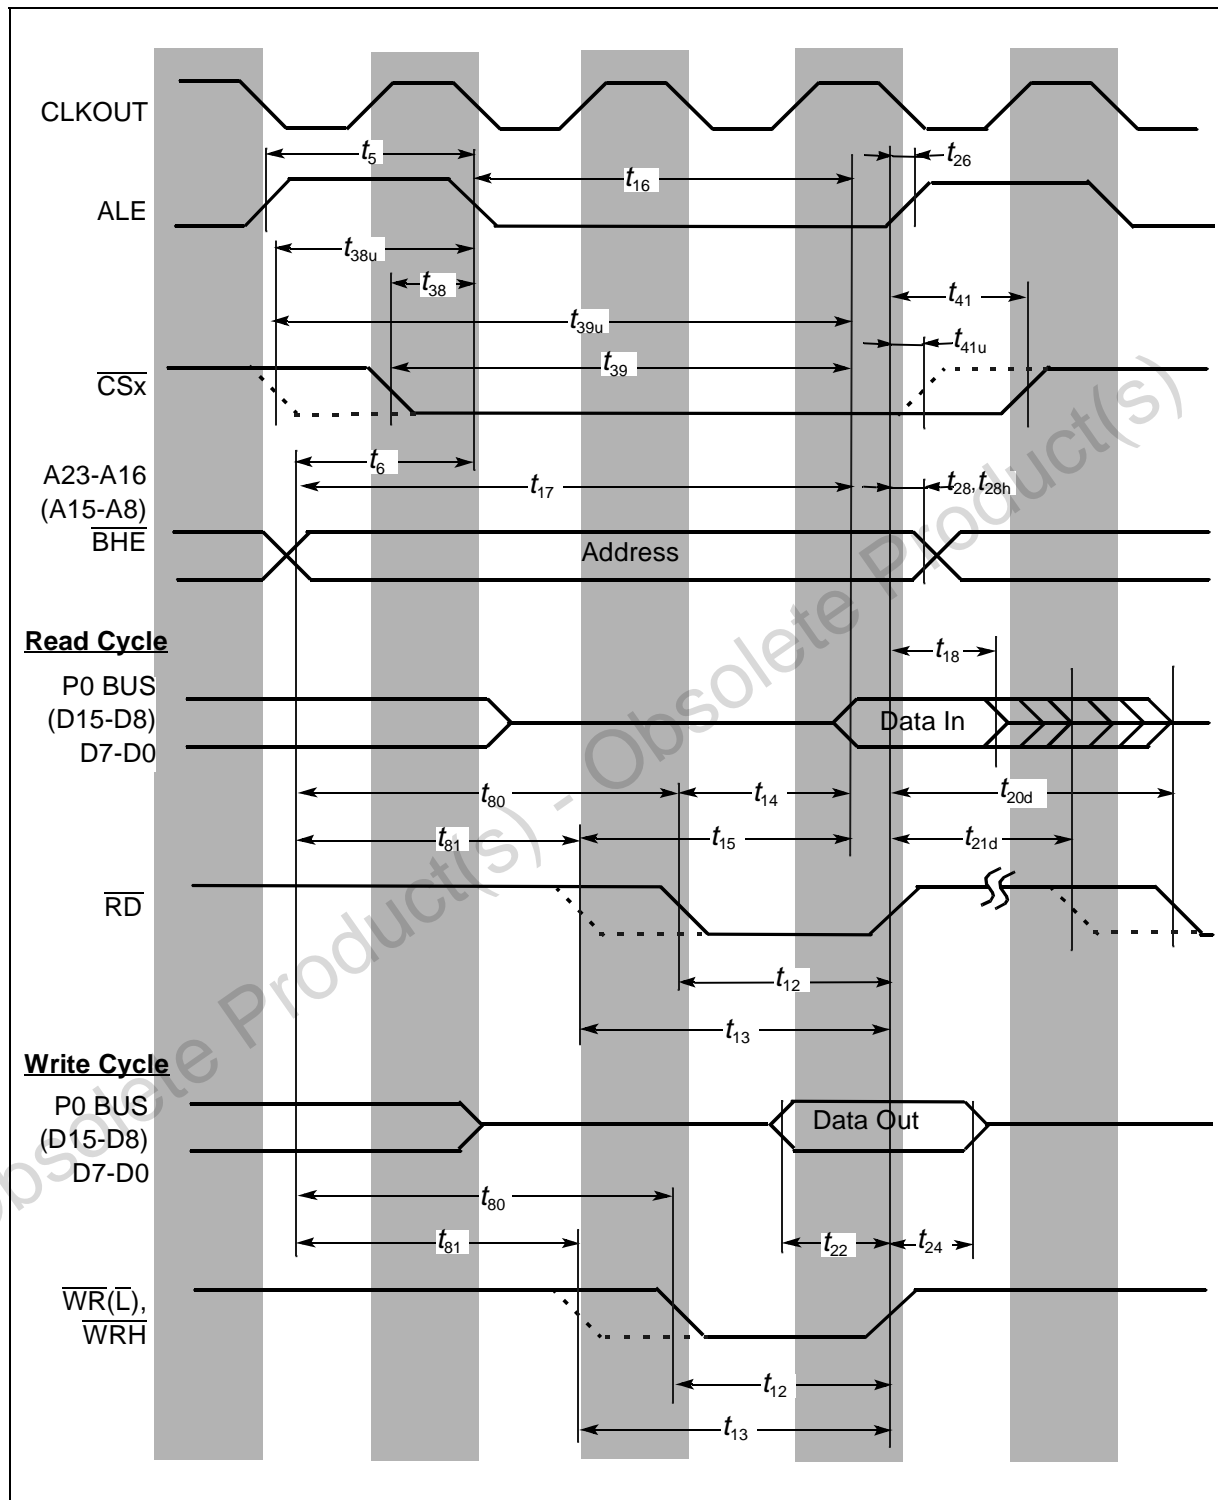 CLKOUT
t5
t26
t16
ALE
t38u
t38
t41
t39u
t41u
t39
CSx
t6
A23-A16
t17
t28, t28h
(A15-A8)
BHE
Address
Read Cycle
t18
P0 BUS
(D15-D8)
Data In
D7-D0
t80
t14
t20d
t81
t15
t21d
RD
t12
t13
Write Cycle
P0 BUS
(D15-D8)
Data Out
D7-D0
t80
t81
t22
t24
WR(L),
WRH
t12
t13
Obsolete Product(s) - Obsolete Product(s)